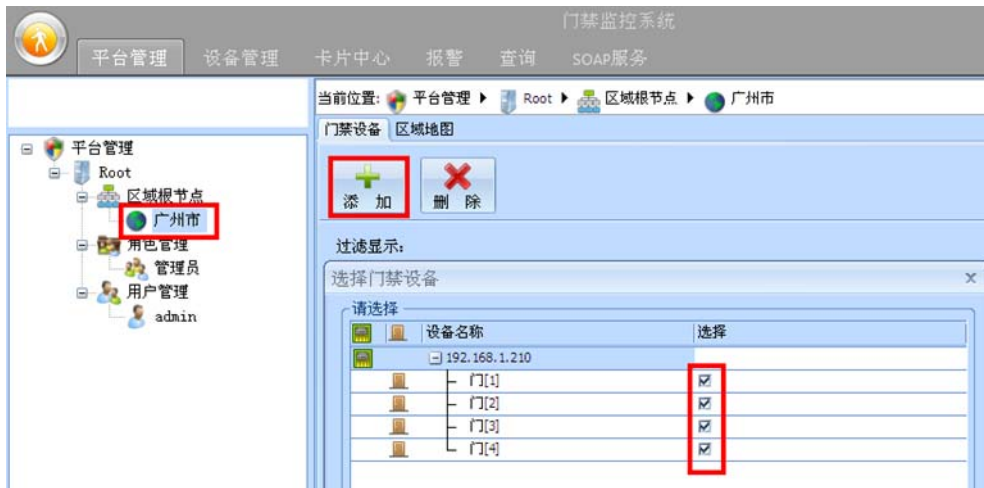 门禁监控系统
平台管理 设备管理 卡片中心 报警 查询 SOAP服务
当前位置: 平台管理 Root 区域根节点 广州市
门禁设备 区域地图
平台管理
Root
区域根节点
广州市
角色管理
管理员
用户管理
admin
添 加 删 除
过滤显示:
选择门禁设备
请选择
设备名称 选择
192.168.1.210
门[1]
门[2]
门[3]
门[4]